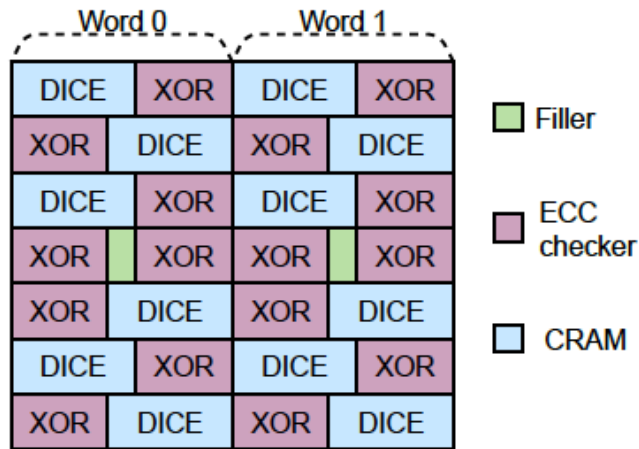 Word 0 Word 1
DICE XOR DICE XOR
XOR DICE XOR DICE
DICE XOR DICE XOR
XOR XOR XOR XOR
XOR DICE XOR DICE
DICE XOR DICE XOR
XOR DICE XOR DICE
Filler
ECC
checker
CRAM